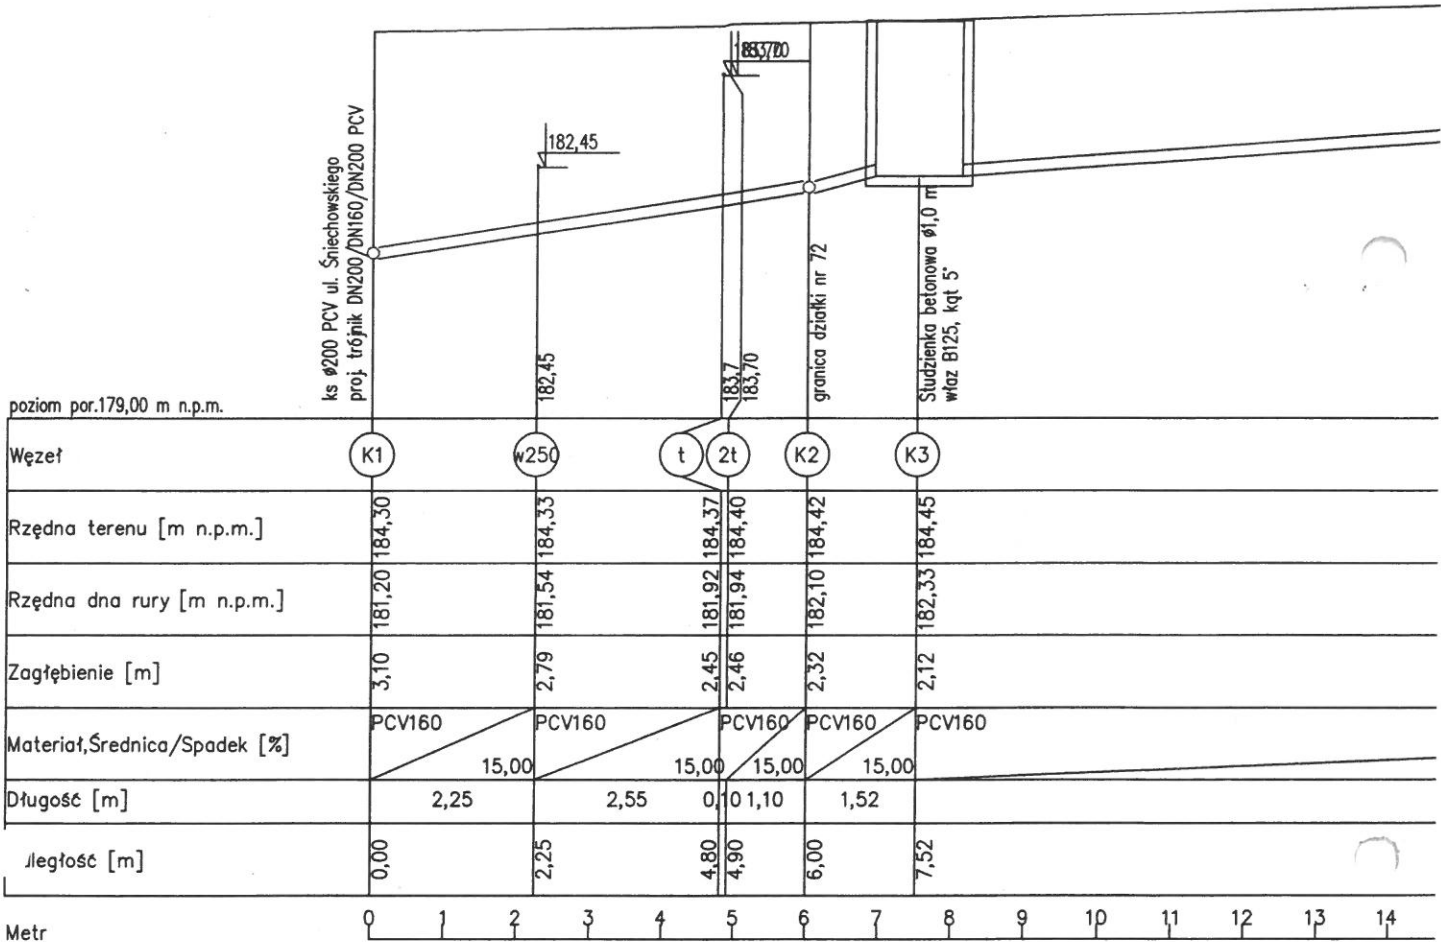 183,70
182,45
ks ø200 PCV ul. Śniechowskiego
proj. trójnik DN200/DN160/DN200 PCV
182,45
183,7
183,70
granica działki nr 72
Studzienka betonowa ø1,0 m
właz B125, kąt 5°
poziom por.179,00 m n.p.m.
Węzeł K1 w250 t 2t K2 K3
Rzędna terenu [m n.p.m.] 184,30 184,33 184,37 184,40 184,42 184,45
Rzędna dna rury [m n.p.m.] 181,20 181,54 181,92 181,94 182,10 182,33
Zagłębienie [m] 3,10 2,79 2,45 2,46 2,32 2,12
PCV160 PCV160 PCV160 PCV160 PCV160
Materiał,Średnica/Spadek [%]
15,00 15,00 15,00 15,00
Długość [m] 2,25 2,55 0,10 1,10 1,52
ległość [m] 0,00 2,25 4,80 4,90 6,00 7,52
Metr 0 1 2 3 4 5 6 7 8 9 10 11 12 13 14